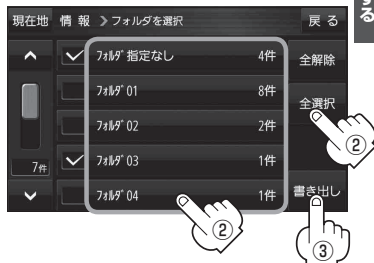 する
現在地 情 報 》フォルダを選択 戻 る
フォルダ 指定なし 4件 全解除
フォルダ 01 8件 全選択
フォルダ 02 2件 ②
7件 フォルダ 03 1件
フォルダ 04 1件 書き出し
② ③